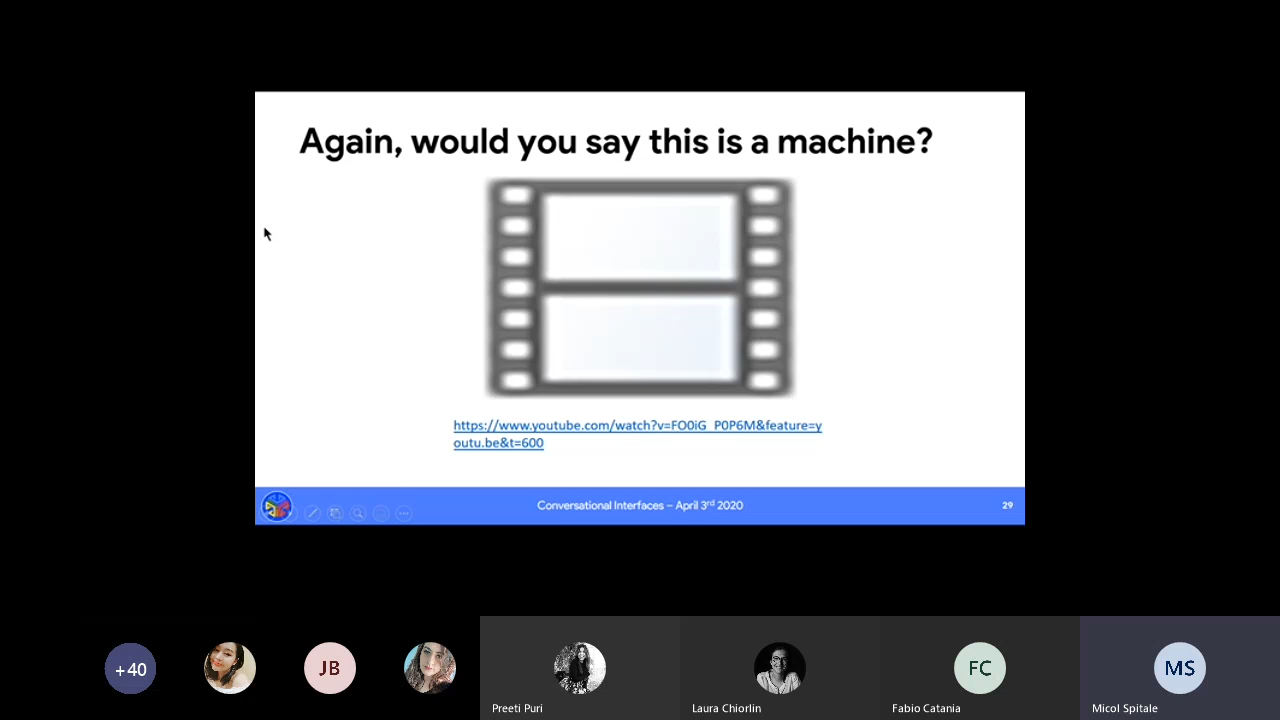 Again, would you say this is a machine?
https://www.youtube.com/watch?v=FO0iG_P0P6M&feature=y
outu.be&t=600
Conversational Interfaces – April 3rd 2020
29
+40
JB
FC
MS
Preeti Puri
Laura Chiorlin
Fabio Catania
Micol Spitale